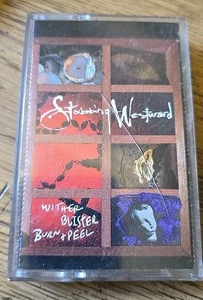 Stabbing Westward
WITHER
BLISTER
BURN + PEEL